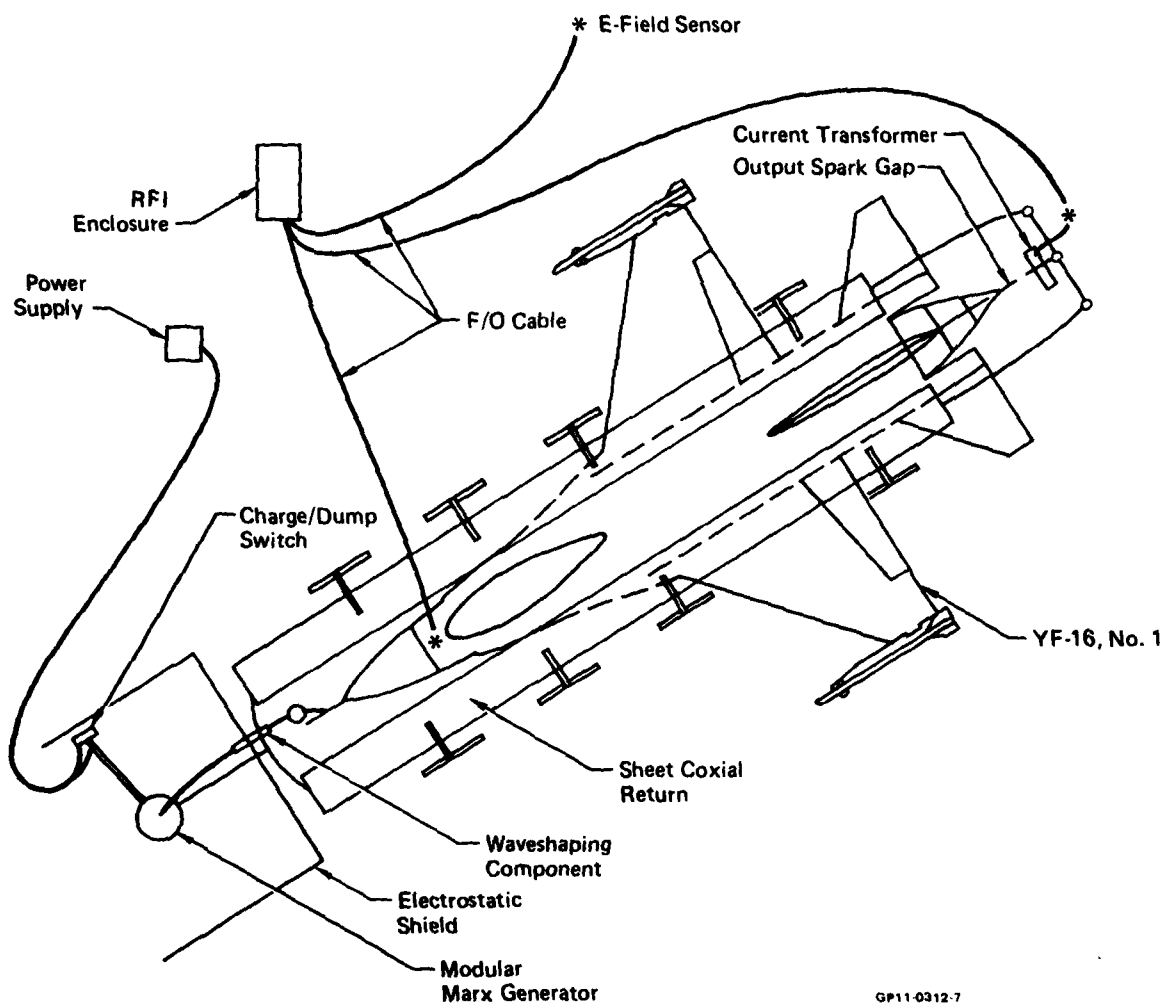 * E-Field Sensor
Current Transformer
Output Spark Gap
RFI
Enclosure
Power
Supply
F/O Cable
Charge/Dump
Switch
YF-16, No. 1
Sheet Coxial
Return
Waveshaping
Component
Electrostatic
Shield
Modular
Marx Generator
GP11-0312-7